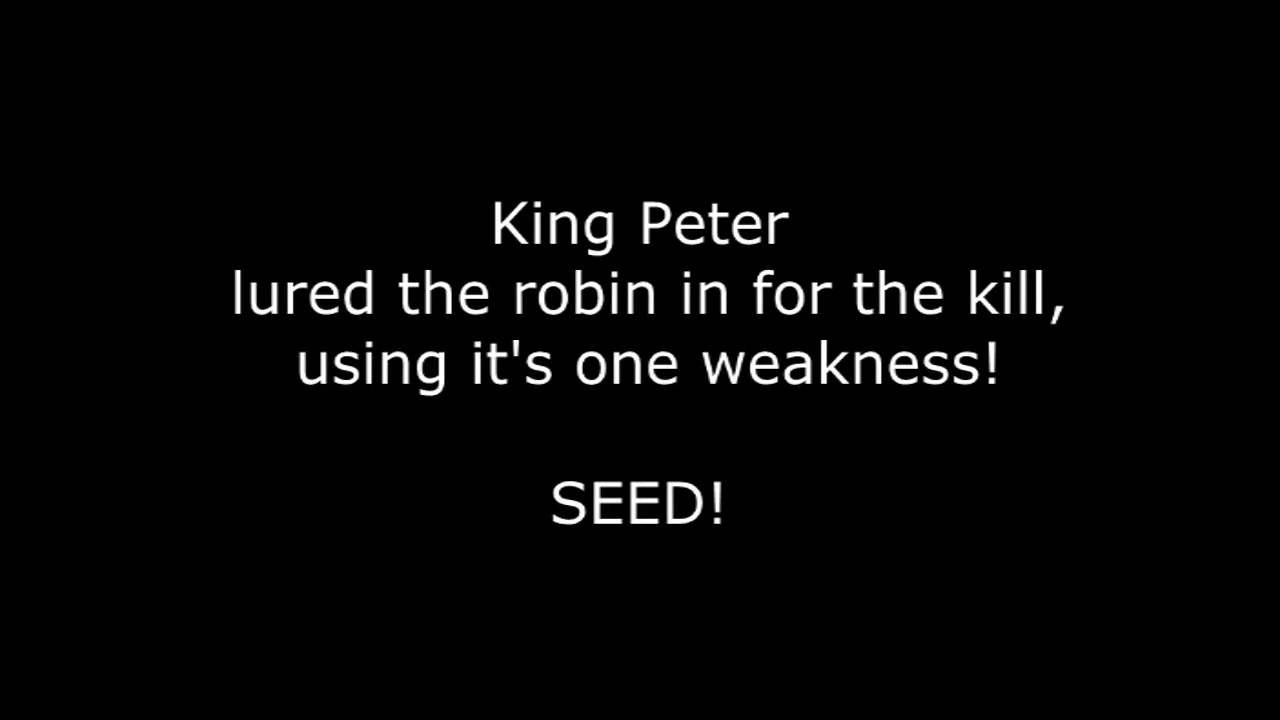 King Peter
lured the robin in for the kill,
using it's one weakness!
SEED!